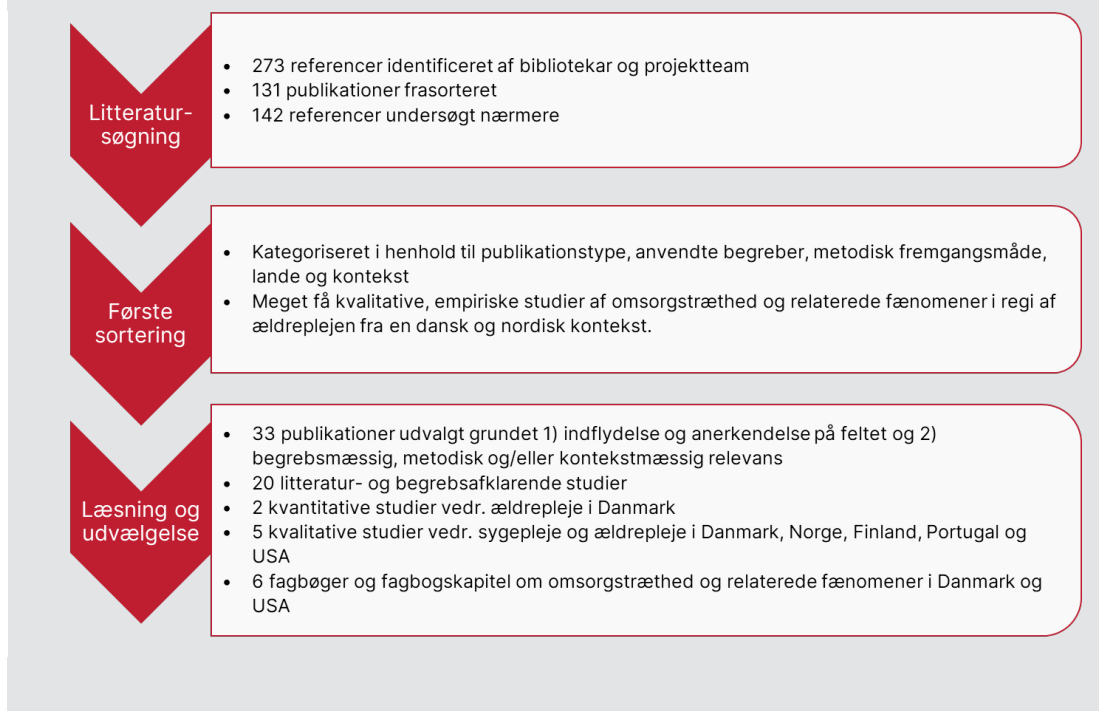 Litteratur-
søgning
• 273 referencer identificeret af bibliotekar og projektteam
• 131 publikationer frasorteret
• 142 referencer undersøgt nærmere
Første
sortering
• Kategoriseret i henhold til publikationstype, anvendte begreber, metodisk fremgangsmåde,
lande og kontekst
• Meget få kvalitative, empiriske studier af omsorgstræthed og relaterede fænomener i regi af
ældreplejen fra en dansk og nordisk kontekst.
Læsning og
udvælgelse
• 33 publikationer udvalgt grundet 1) indflydelse og anerkendelse på feltet og 2)
begrebsmæssig, metodisk og/eller kontekstmæssig relevans
• 20 litteratur- og begrebsafklarende studier
• 2 kvantitative studier vedr. ældrepleje i Danmark
• 5 kvalitative studier vedr. sygepleje og ældrepleje i Danmark, Norge, Finland, Portugal og
USA
• 6 fagbøger og fagbogskapitel om omsorgstræthed og relaterede fænomener i Danmark og
USA